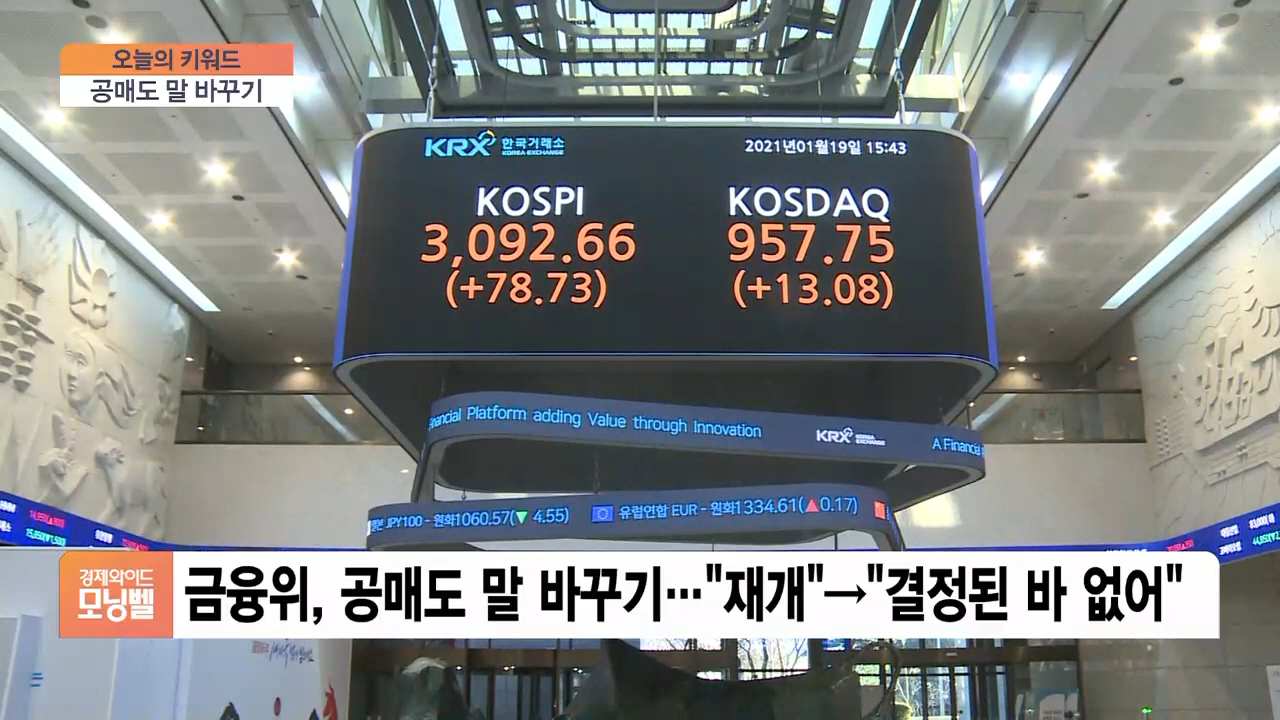 오늘의 키워드
공매도 말 바꾸기
KRX 한국거래소
KOREA EXCHANGE
2021년01월19일 15:43
KOSPI
3,092.66
(+78.73)
KOSDAQ
957.75
(+13.08)
Financial Platform adding Value through Innovation
KRX KOREA EXCHANGE
A Financia
JPY100 - 원화1060.57(▼ 4.55)
유럽연합 EUR - 원화1334.61(▲0.17)
경제와이드
모닝벨
금융위, 공매도 말 바꾸기…"재개"→"결정된 바 없어"